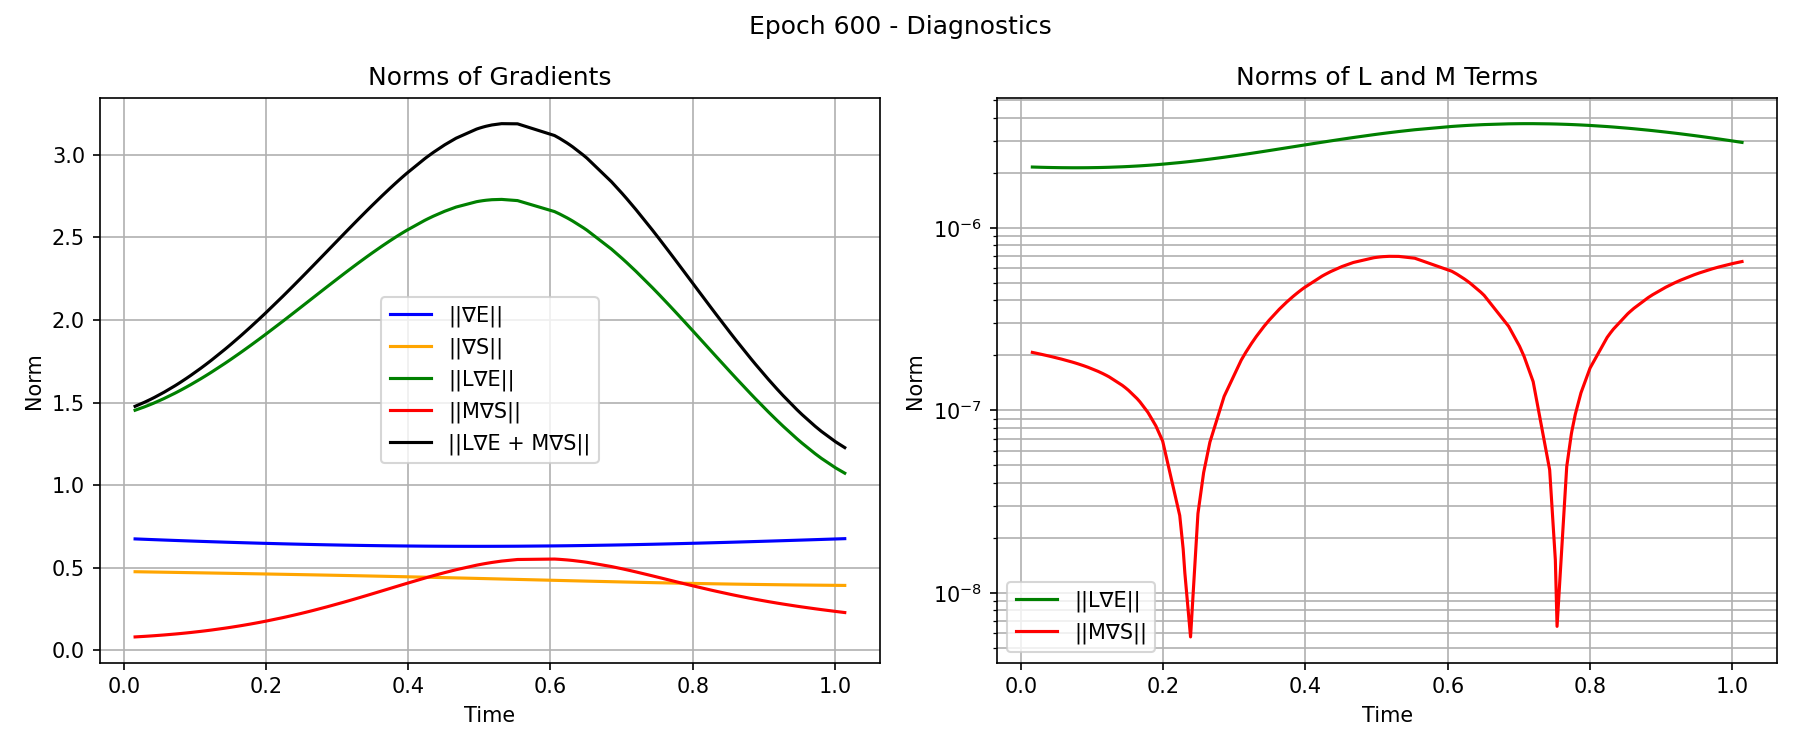 Epoch 600 - Diagnostics
Norms of Gradients
Norm
3.0
2.5
2.0
1.5
1.0
0.5
0.0
||∇E||
||∇S||
||L∇E||
||M∇S||
||L∇E + M∇S||
0.0 0.2 0.4 0.6 0.8 1.0
Time
Norms of L and M Terms
Norm
10⁻⁶
10⁻⁷
10⁻⁸
||L∇E||
||M∇S||
0.0 0.2 0.4 0.6 0.8 1.0
Time